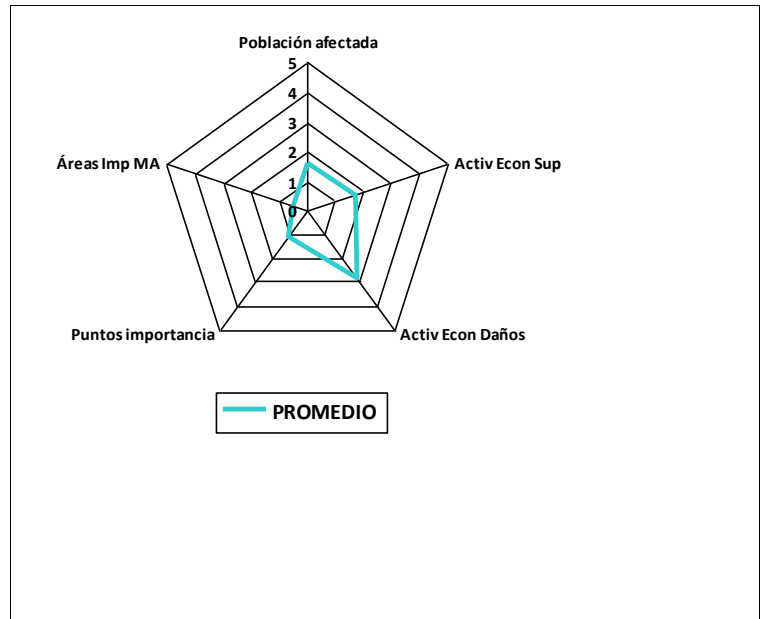 Población afectada
5
4
3
2
1
0
Áreas Imp MA
Activ Econ Sup
Puntos importancia
Activ Econ Daños
PROMEDIO